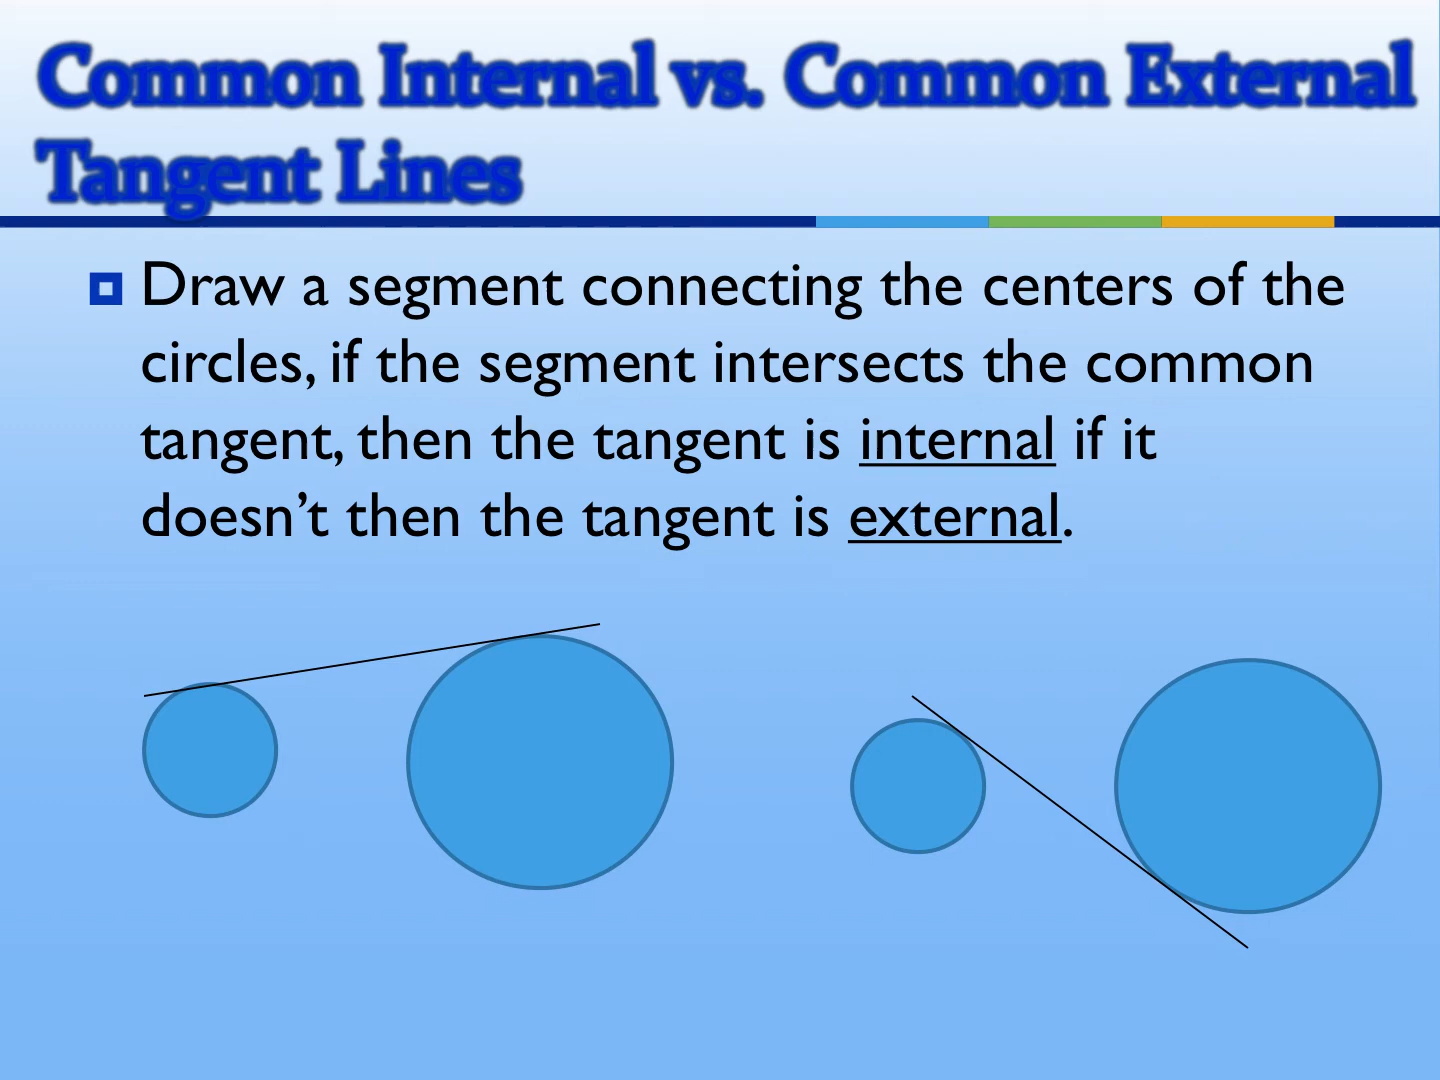 Common Internal vs. Common External
Tangent Lines
Draw a segment connecting the centers of the
circles, if the segment intersects the common
tangent, then the tangent is internal if it
doesn’t then the tangent is external.